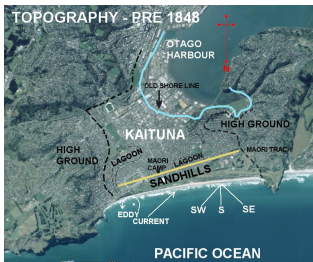 TOPOGRAPHY - PRE 1848
OTAGO
HARBOUR
N
OLD SHORE LINE
KAITUNA
HIGH GROUND
HIGH
GROUND
LAGOON
MAORI
CAMP
LAGOON
MAORI TRACH
SANDHILLS
EDDY
CURRENT
SW
S
SE
PACIFIC OCEAN